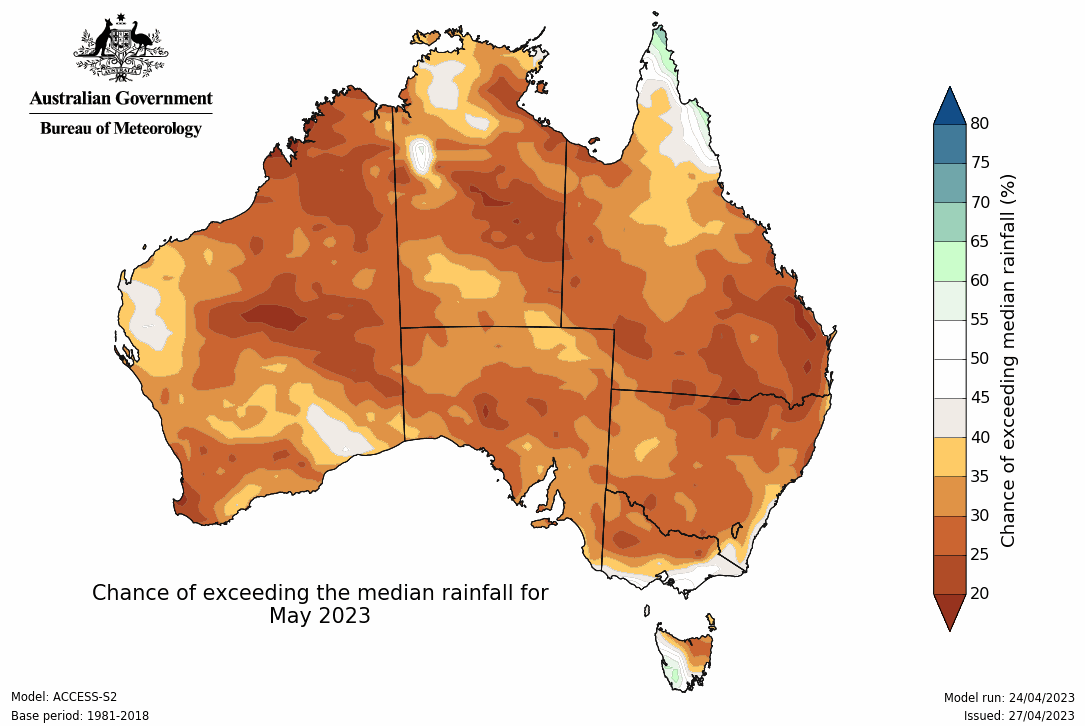 Australian Government
Bureau of Meteorology
80
75
70
65
60
55
50
45
40
35
30
25
20
Chance of exceeding median rainfall (%)
Chance of exceeding the median rainfall for
May 2023
Model: ACCESS-S2
Base period: 1981-2018
Model run: 24/04/2023
Issued: 27/04/2023